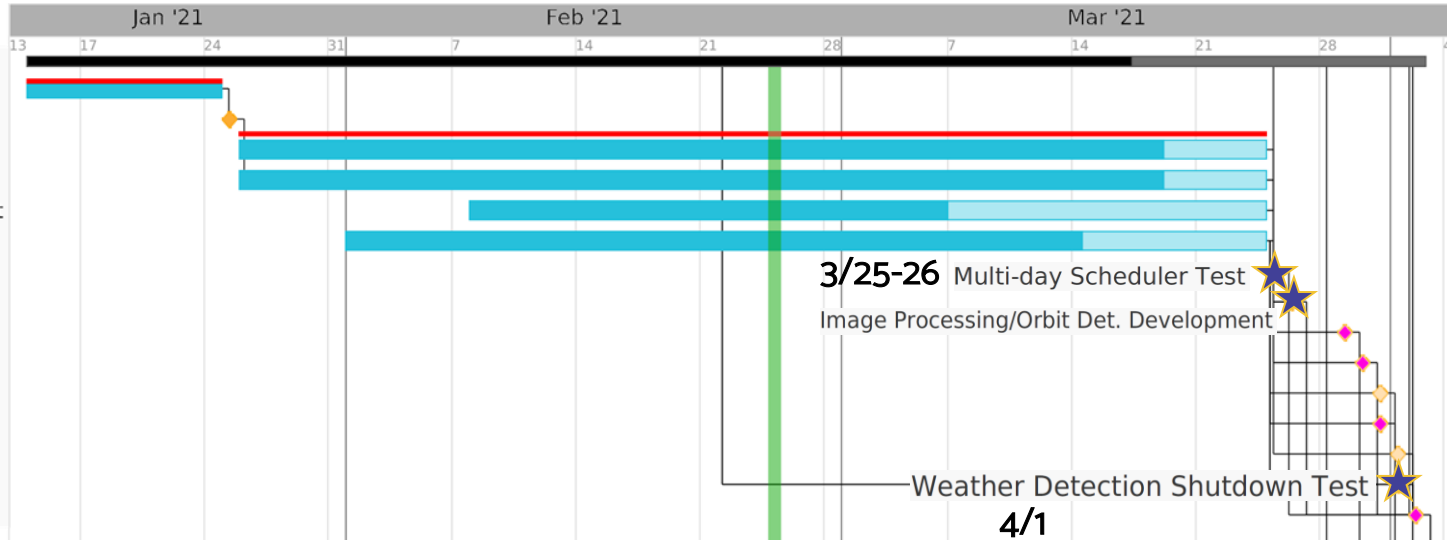 Jan '21 Feb '21 Mar '21
13 17 24 31 7 14 21 28 7 14 21 28
3/25-26 Multi-day Scheduler Test
Image Processing/Orbit Det. Development
Weather Detection Shutdown Test
4/1